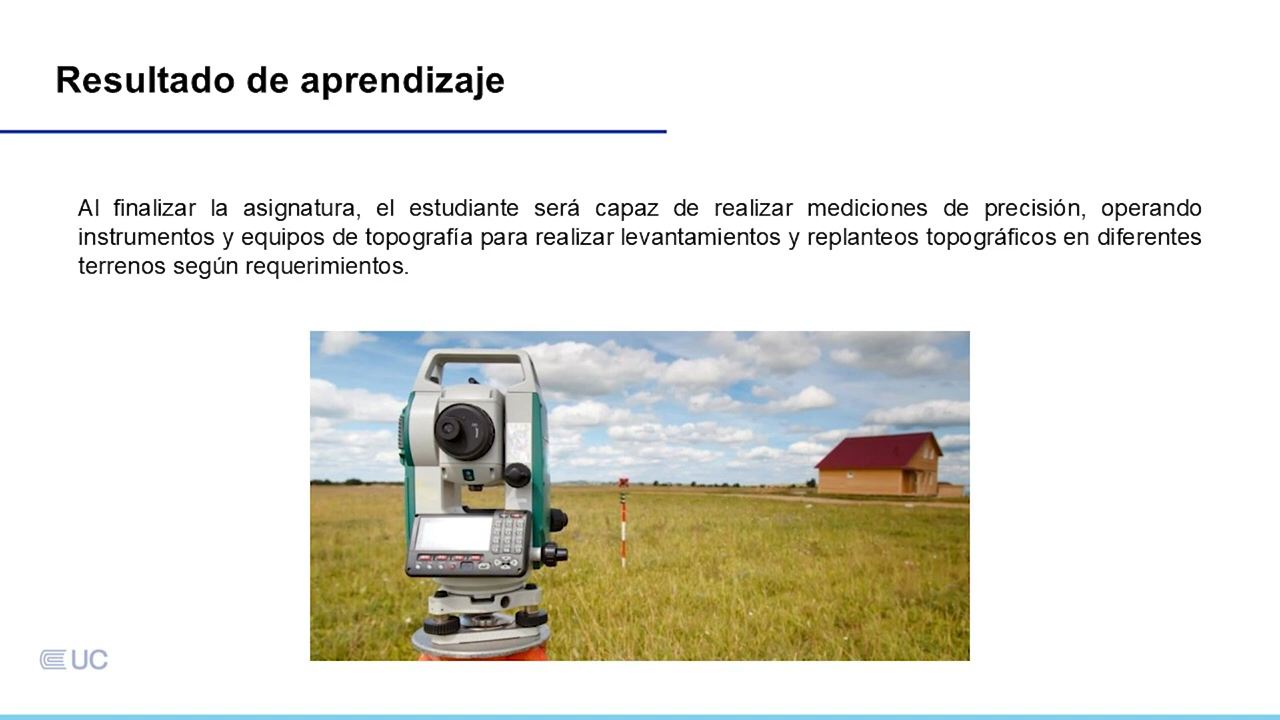 Resultado de aprendizaje
Al finalizar la asignatura, el estudiante será capaz de realizar mediciones de precisión, operando
instrumentos y equipos de topografía para realizar levantamientos y replanteos topográficos en diferentes
terrenos según requerimientos.
UC